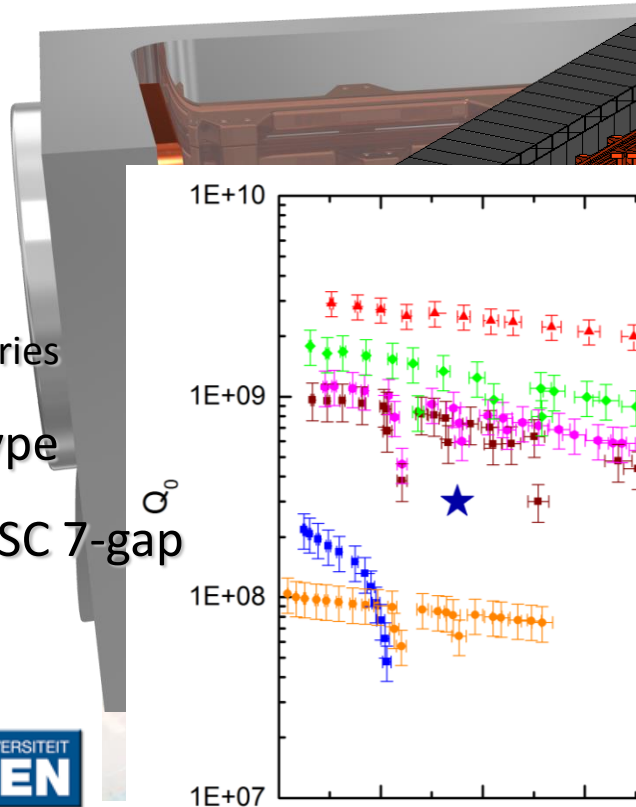 1E+10
ries
1E+09
ype
Q0
SC 7-gap
1E+08
ERSITEIT
EN
1E+07